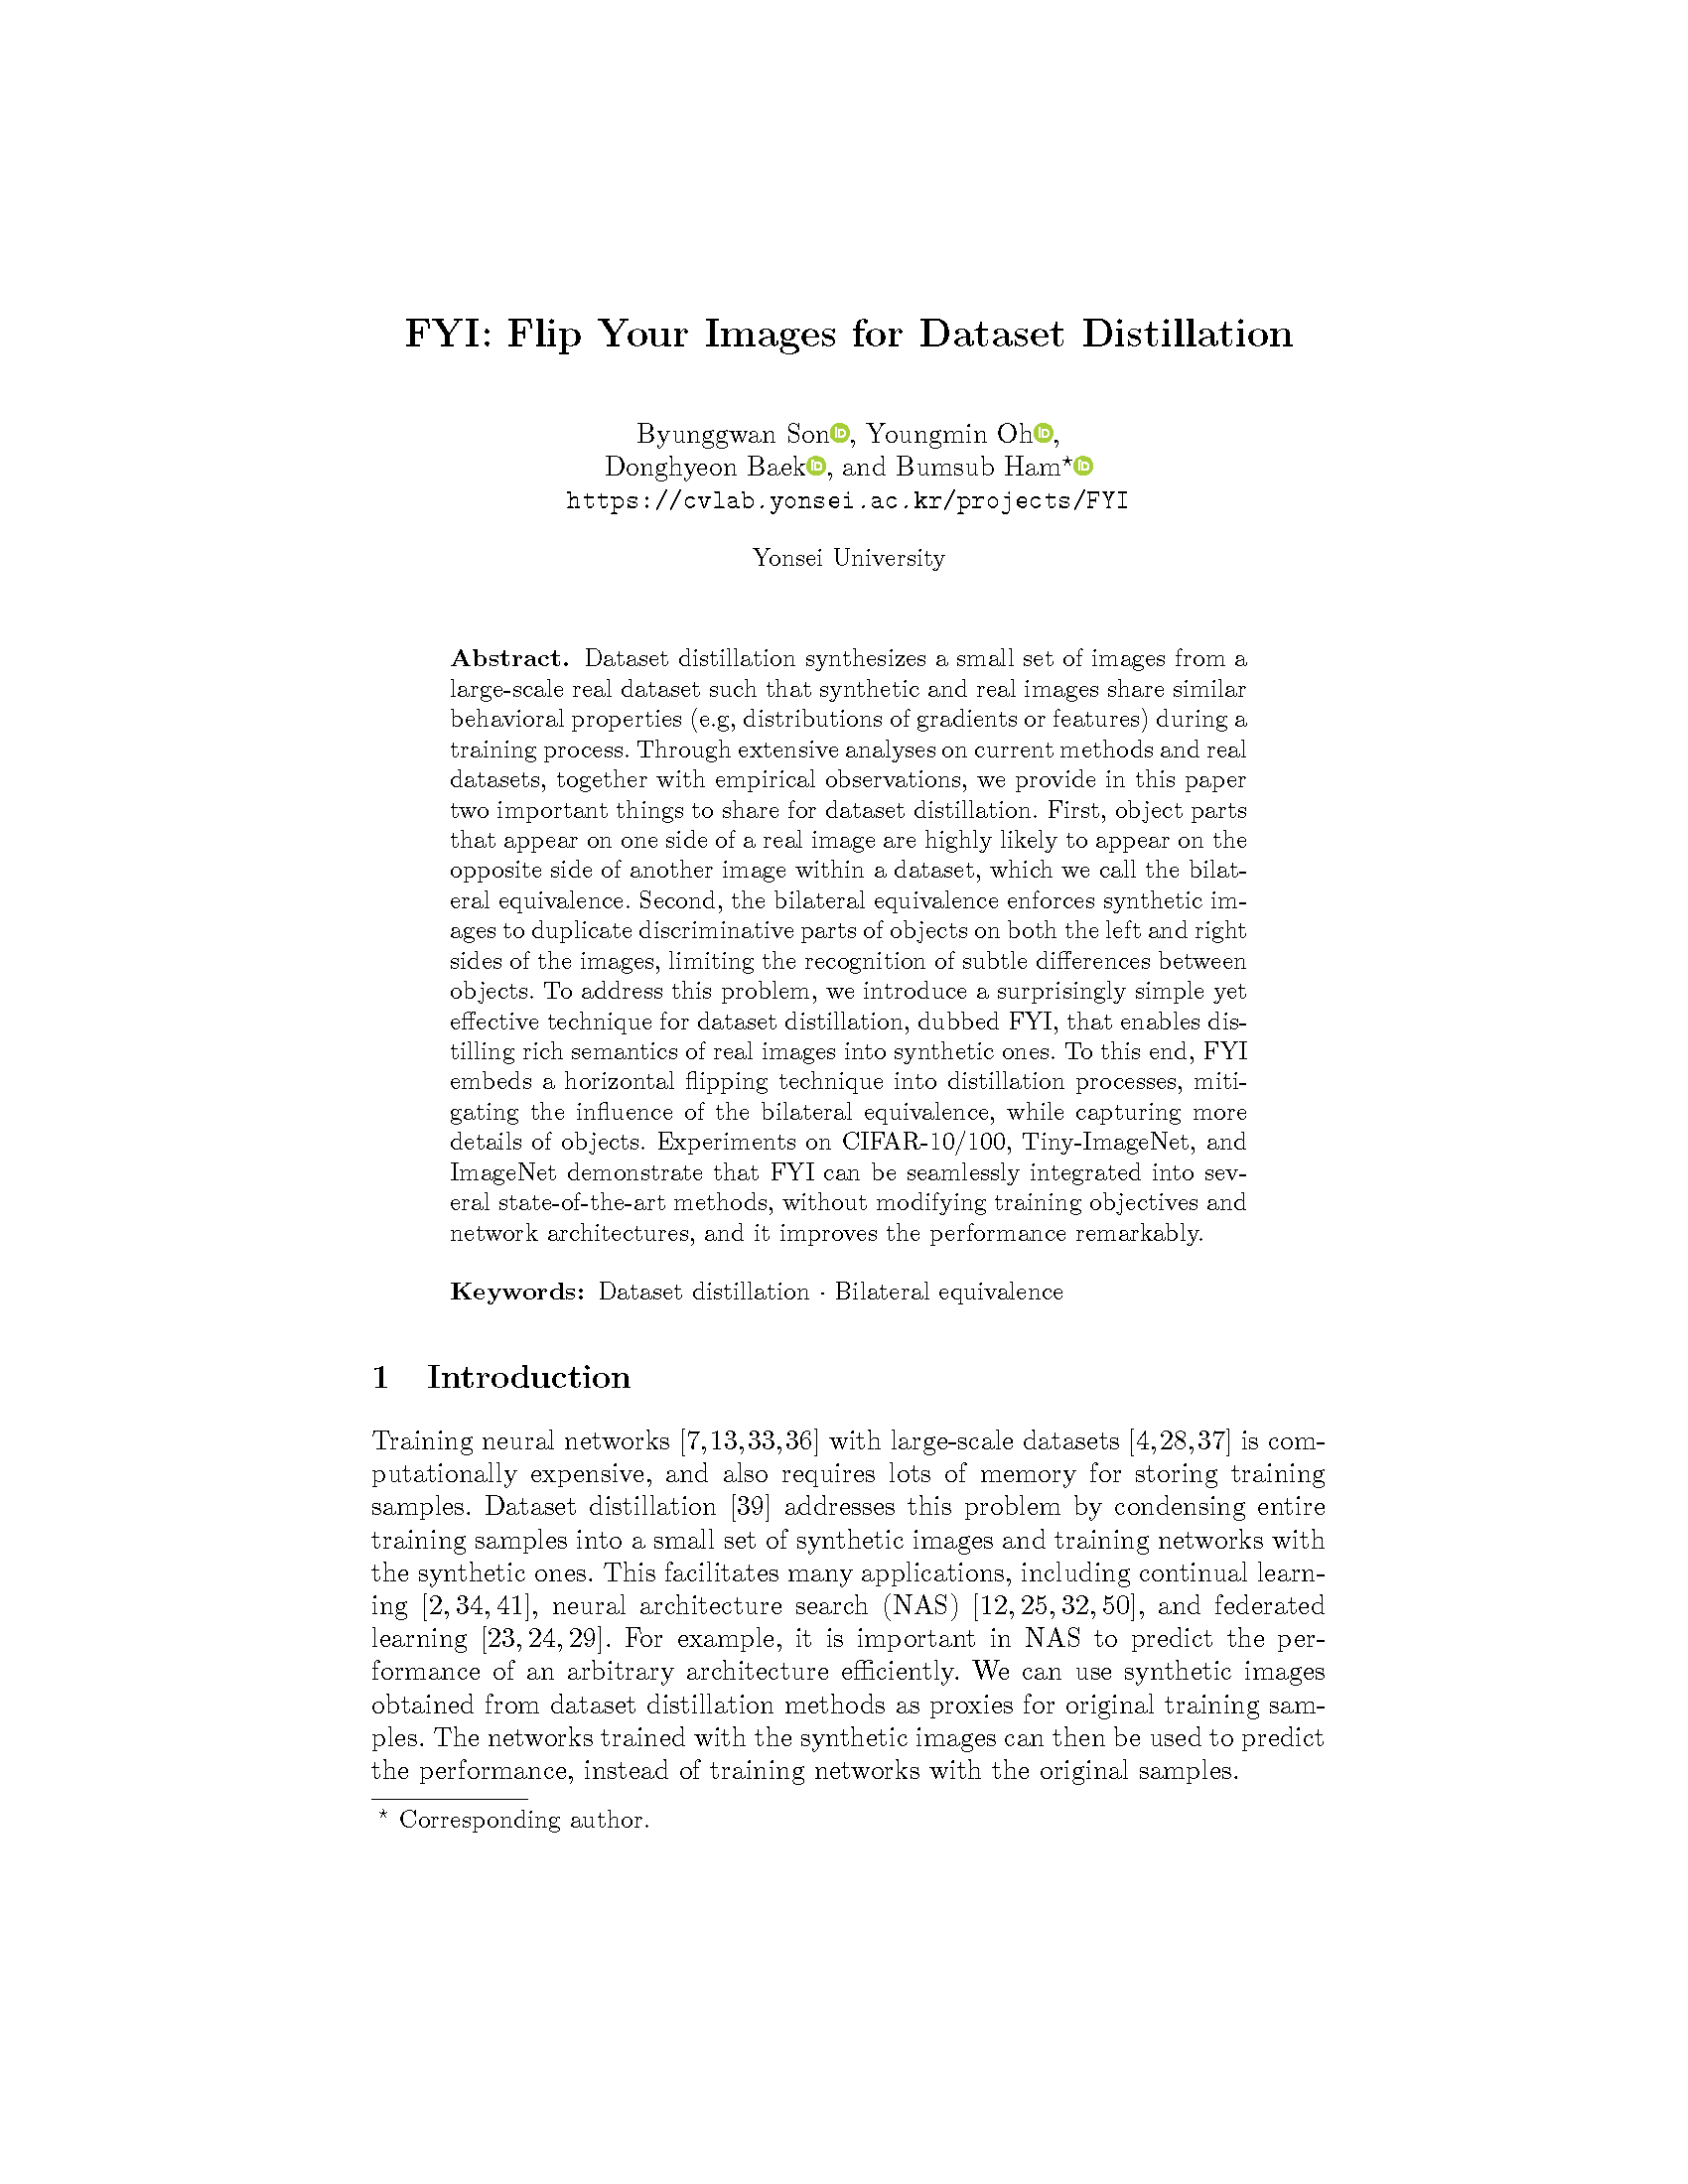 FYI: Flip Your Images for Dataset Distillation
Byunggwan Son, Youngmin Oh,
Donghyeon Baek, and Bumsub Ham*
https://cvlab.yonsei.ac.kr/projects/FYI
Yonsei University
Abstract. Dataset distillation synthesizes a small set of images from a
large-scale real dataset such that synthetic and real images share similar
behavioral properties (e.g, distributions of gradients or features) during a
training process. Through extensive analyses on current methods and real
datasets, together with empirical observations, we provide in this paper
two important things to share for dataset distillation. First, object parts
that appear on one side of a real image are highly likely to appear on the
opposite side of another image within a dataset, which we call the bilat-
eral equivalence. Second, the bilateral equivalence enforces synthetic im-
ages to duplicate discriminative parts of objects on both the left and right
sides of the images, limiting the recognition of subtle differences between
objects. To address this problem, we introduce a surprisingly simple yet
effective technique for dataset distillation, dubbed FYI, that enables dis-
tilling rich semantics of real images into synthetic ones. To this end, FYI
embeds a horizontal flipping technique into distillation processes, miti-
gating the influence of the bilateral equivalence, while capturing more
details of objects. Experiments on CIFAR-10/100, Tiny-ImageNet, and
ImageNet demonstrate that FYI can be seamlessly integrated into sev-
eral state-of-the-art methods, without modifying training objectives and
network architectures, and it improves the performance remarkably.
Keywords: Dataset distillation · Bilateral equivalence
1 Introduction
Training neural networks [7,13,33,36] with large-scale datasets [4,28,37] is com-
putationally expensive, and also requires lots of memory for storing training
samples. Dataset distillation [39] addresses this problem by condensing entire
training samples into a small set of synthetic images and training networks with
the synthetic ones. This facilitates many applications, including continual learn-
ing [2, 34, 41], neural architecture search (NAS) [12, 25, 32, 50], and federated
learning [23, 24, 29]. For example, it is important in NAS to predict the per-
formance of an arbitrary architecture efficiently. We can use synthetic images
obtained from dataset distillation methods as proxies for original training sam-
ples. The networks trained with the synthetic images can then be used to predict
the performance, instead of training networks with the original samples.
* Corresponding author.